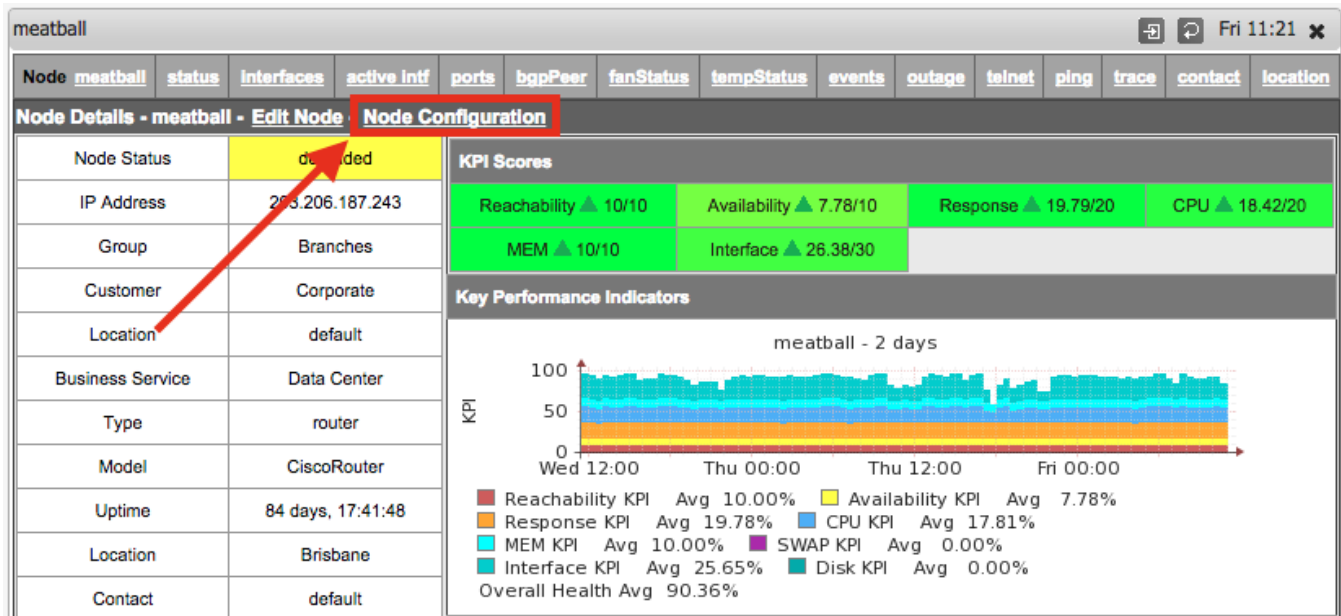 meatball Fri 11:21
Node meatball status interfaces active intf ports bgpPeer fanStatus tempStatus events outage telnet ping trace contact location
Node Details - meatball - Edit Node - Node Configuration
Node Status
IP Address 203.206.187.243
Group Branches
Customer Corporate
Location default
Business Service Data Center
Type router
Model CiscoRouter
Uptime 84 days, 17:41:48
Location Brisbane
Contact default
KPI Scores
Reachability 10/10 Availability 7.78/10 Response 19.79/20 CPU 18.42/20
MEM 10/10 Interface 26.38/30
Key Performance Indicators
meatball - 2 days
KPI
100
50
0
Wed 12:00 Thu 00:00 Thu 12:00 Fri 00:00
Reachability KPI Avg 10.00% Availability KPI Avg 7.78%
Response KPI Avg 19.78% CPU KPI Avg 17.81%
MEM KPI Avg 10.00% SWAP KPI Avg 0.00%
Interface KPI Avg 25.65% Disk KPI Avg 0.00%
Overall Health Avg 90.36%